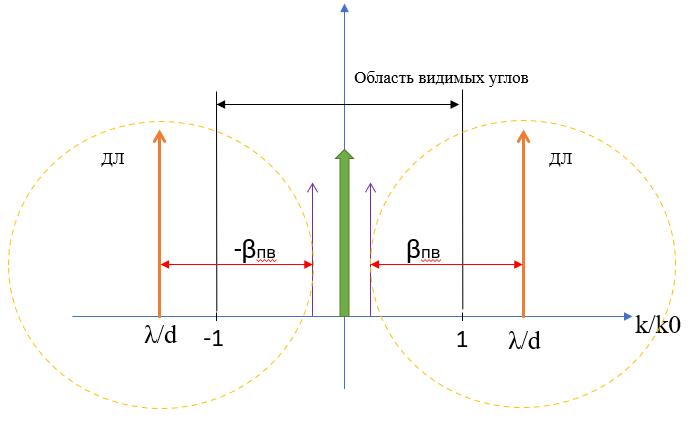 Область видимых углов
дл
дл
-βпв
βпв
λ/d
-1
1
λ/d
k/k0